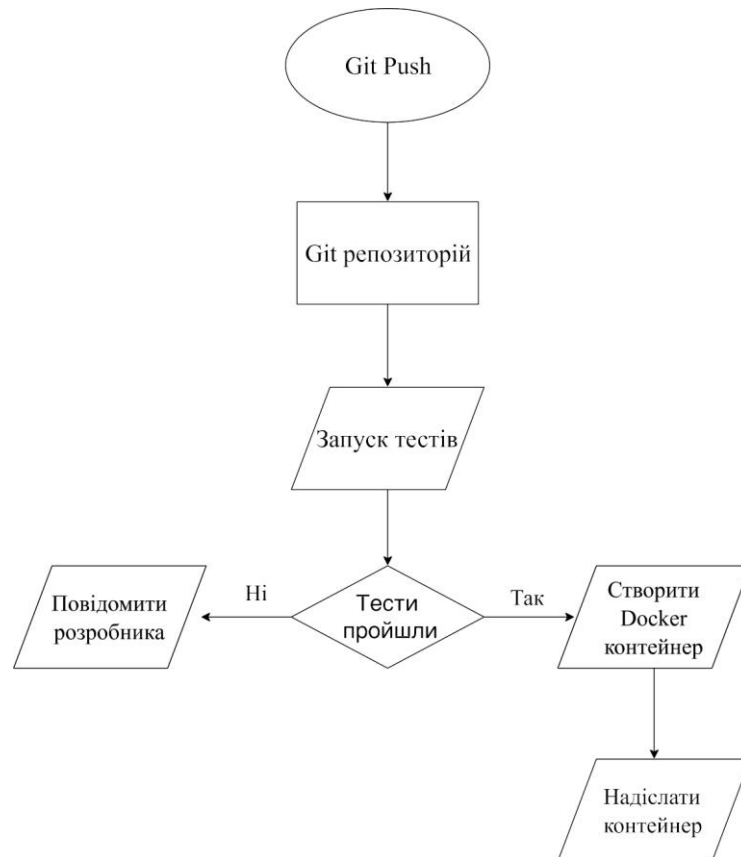 Git Push
Git репозиторій
Запуск тестів
Ні
Так
Повідомити
розробника
Тести
пройшли
Створити
Docker
контейнер
Надіслати
контейнер